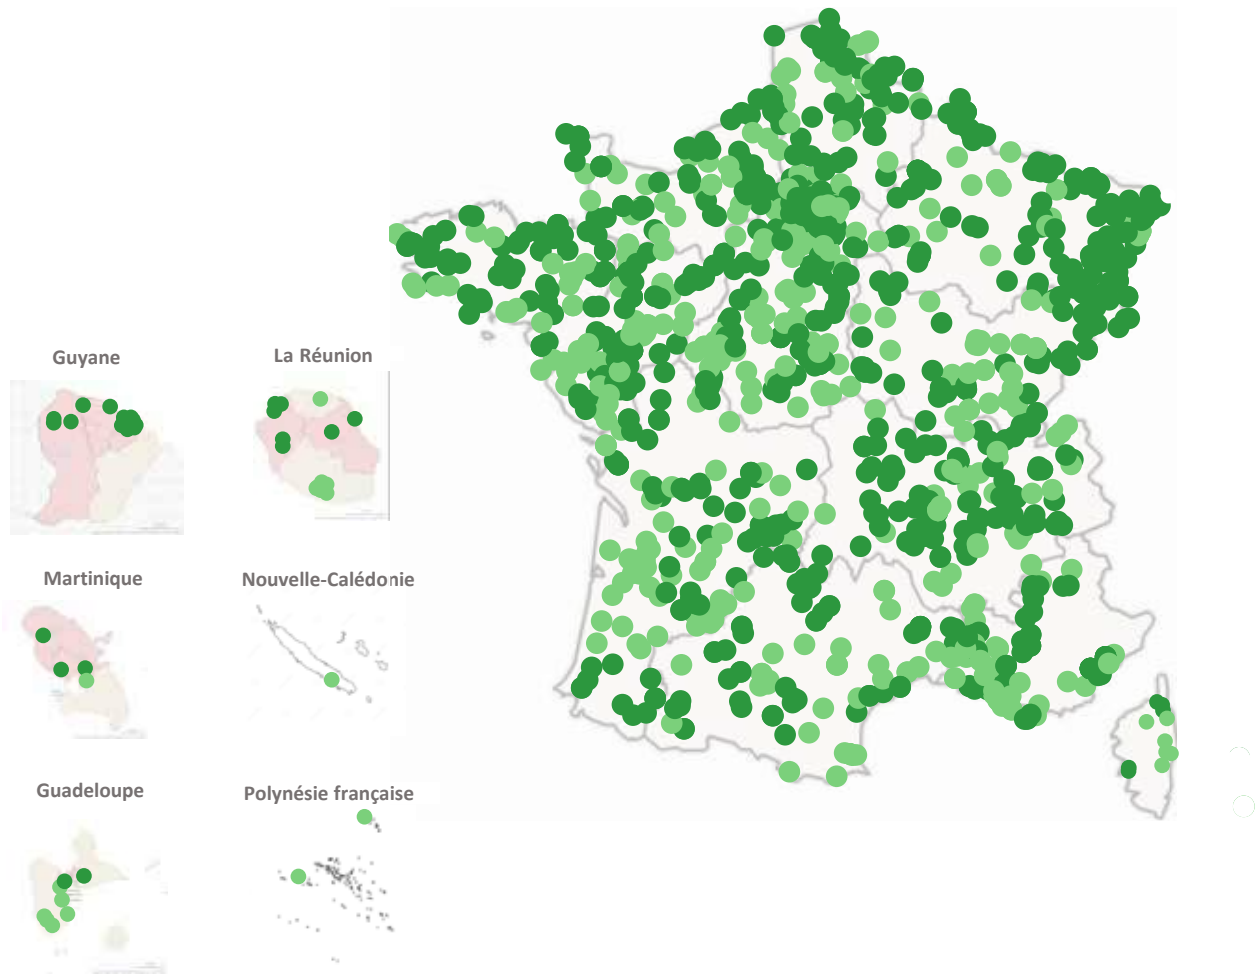 Guyane
La Réunion
Martinique
Nouvelle-Calédonie
Guadeloupe
Polynésie française